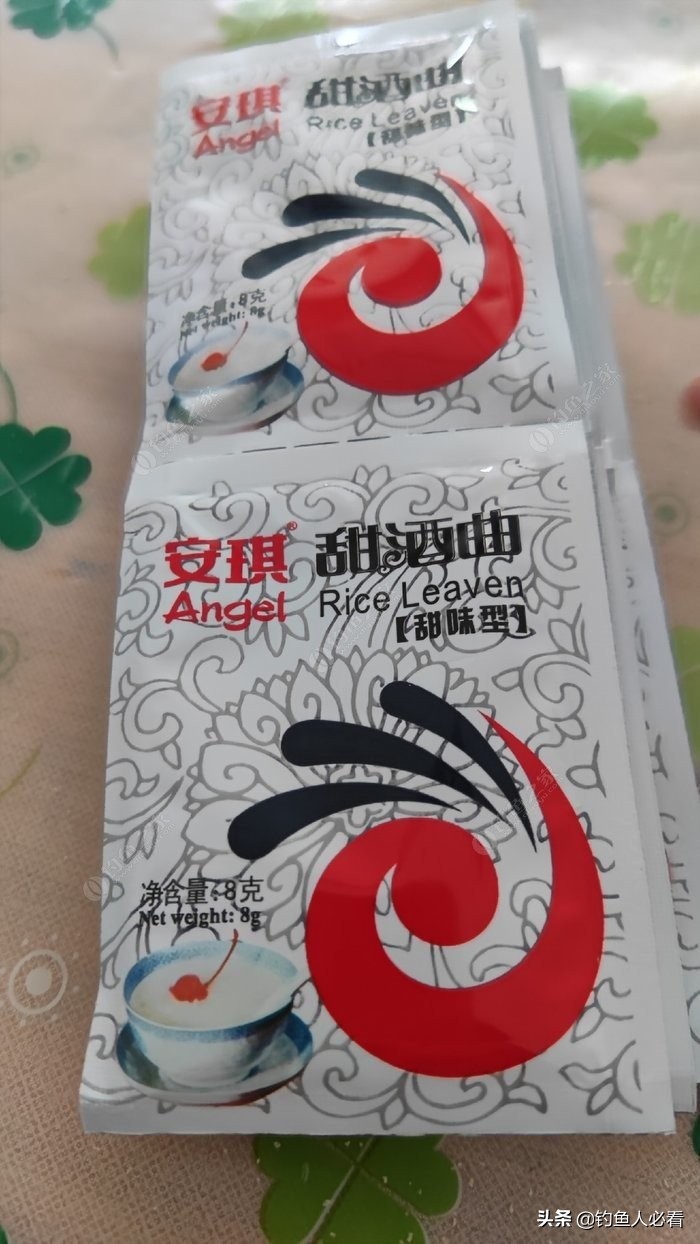 安琪® 甜酒曲
Angel Rice Leaven
【甜味型】
净含量:8克
Net weight: 8g
安琪® 甜酒曲
Angel Rice Leaven
【甜味型】
净含量:8克
Net weight: 8g
头条 @钓鱼人必看